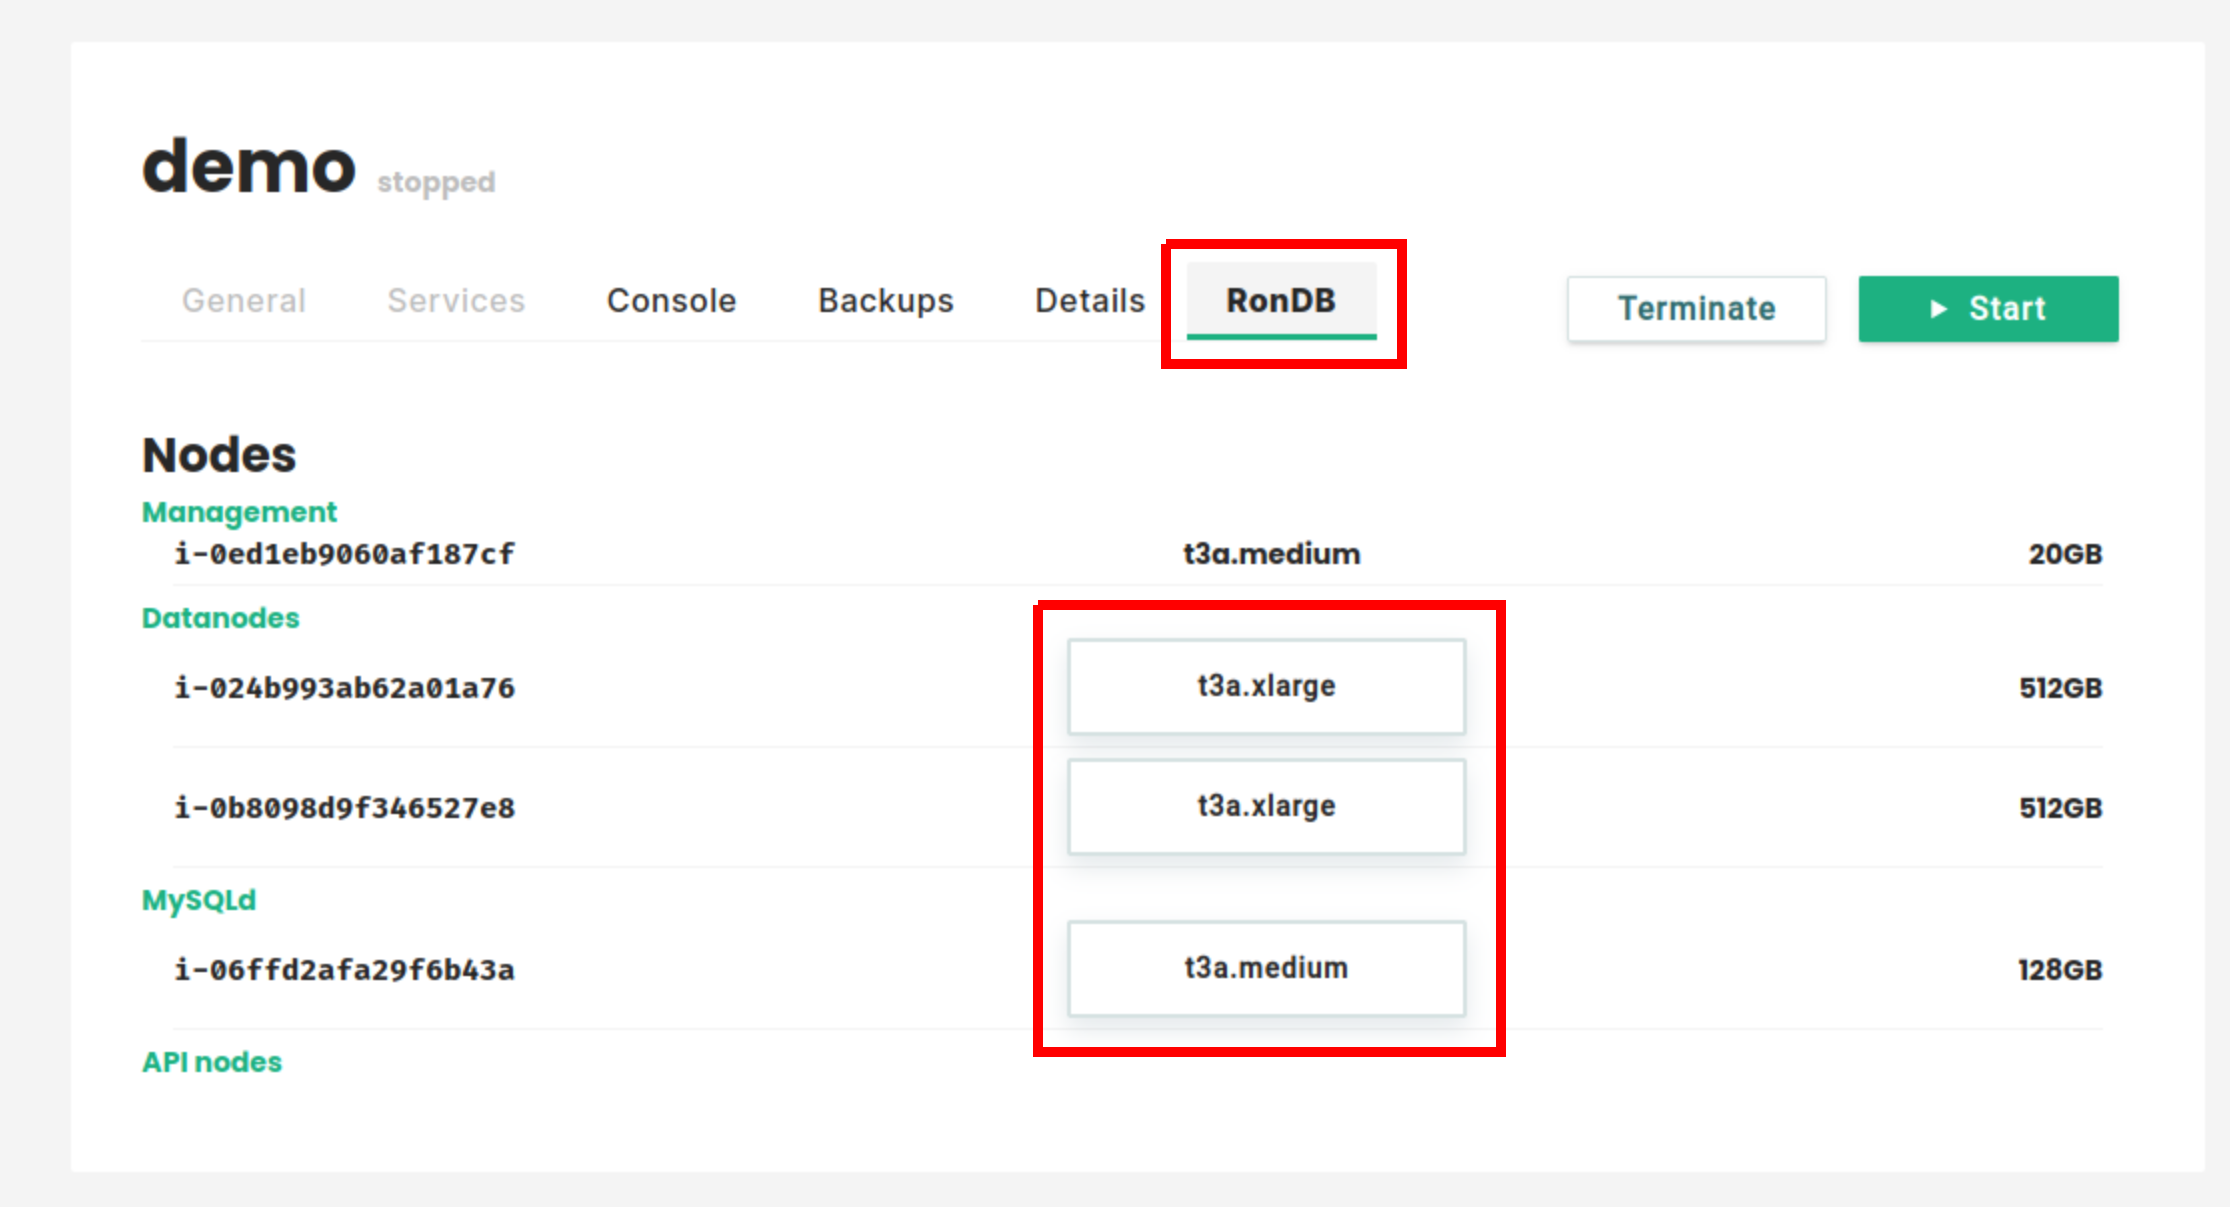 demo stopped
General Services Console Backups Details RonDB Terminate Start
Nodes
Management
i-0ed1eb9060af187cf t3a.medium 20GB
Datanodes
i-024b993ab62a01a76 t3a.xlarge 512GB
i-0b8098d9f346527e8 t3a.xlarge 512GB
MySQLd
i-06ffd2afa29f6b43a t3a.medium 128GB
API nodes